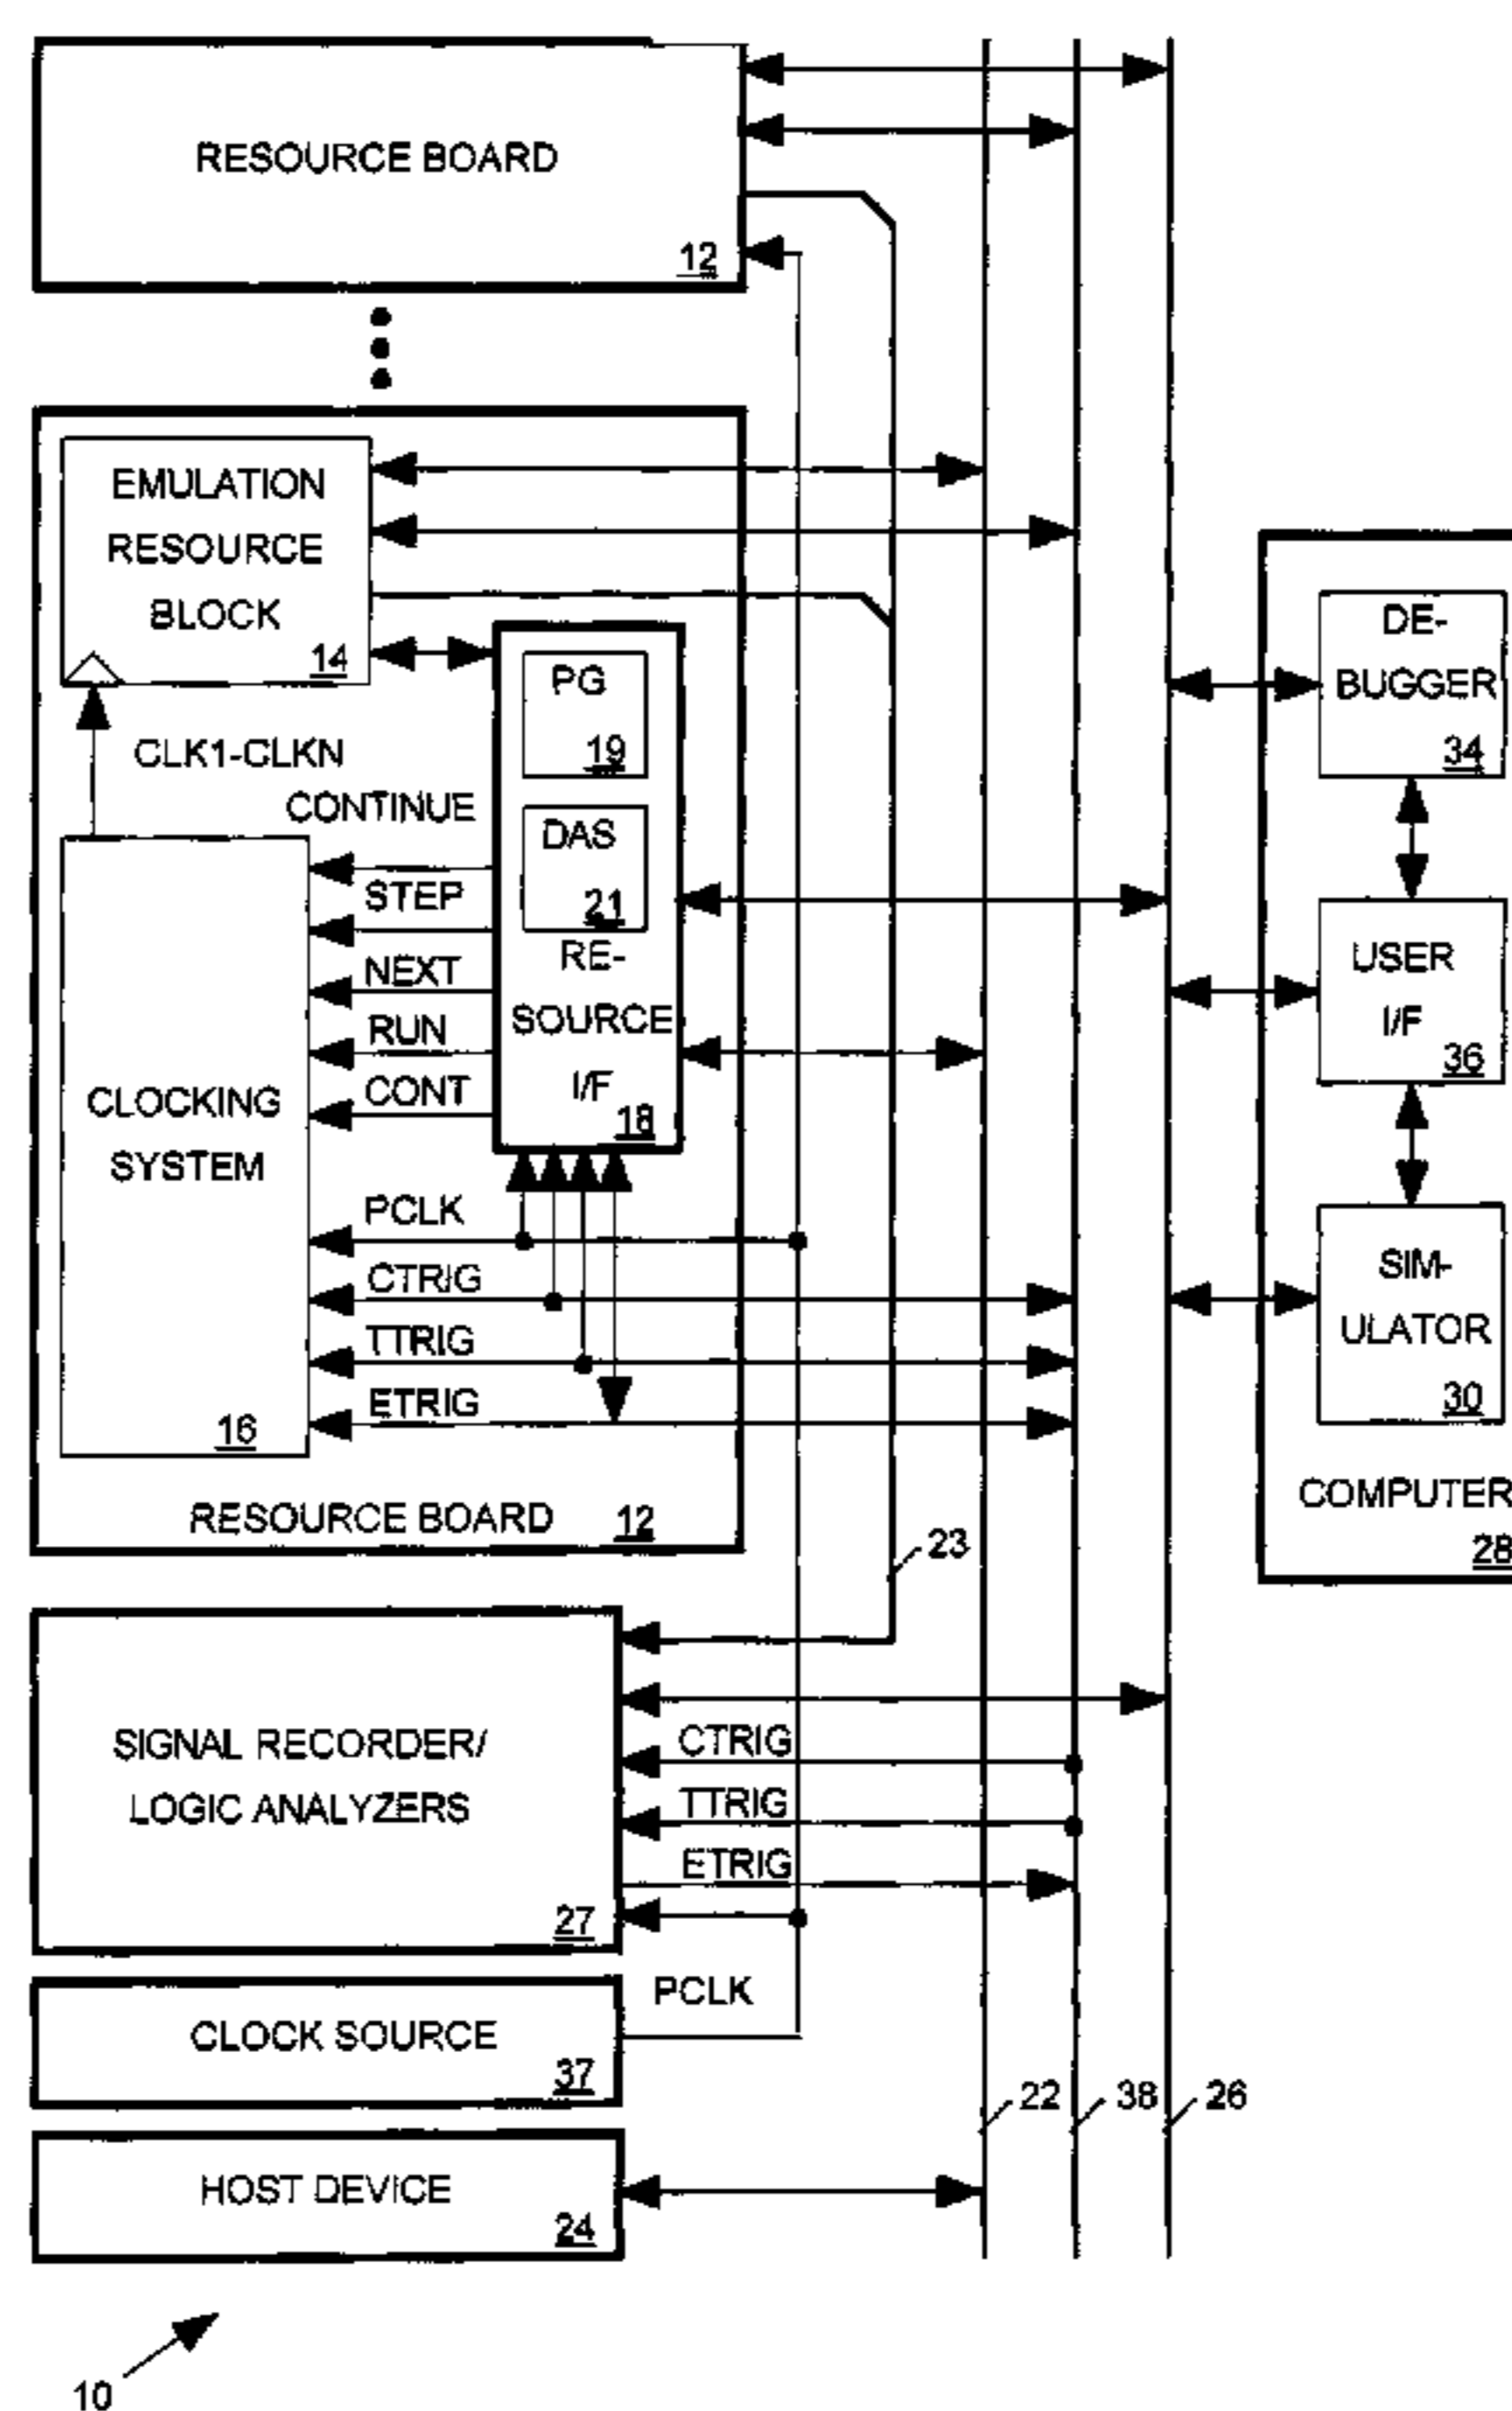 RESOURCE BOARD
12
EMULATION
RESOURCE
BLOCK
14
CLK1-CLKN
CONTINUE
STEP
NEXT
RUN
CONT
PG
19
DAS
21
RE-
SOURCE
I/F
18
CLOCKING
SYSTEM
16
PCLK
CTRIG
TTRIG
ETRIG
RESOURCE BOARD
12
DE-
BUGGER
34
USER
I/F
36
SIM-
ULATOR
30
COMPUTER
28
23
SIGNAL RECORDER/
LOGIC ANALYZERS
27
CTRIG
TTRIG
ETRIG
PCLK
CLOCK SOURCE
37
22
38
26
HOST DEVICE
24
10